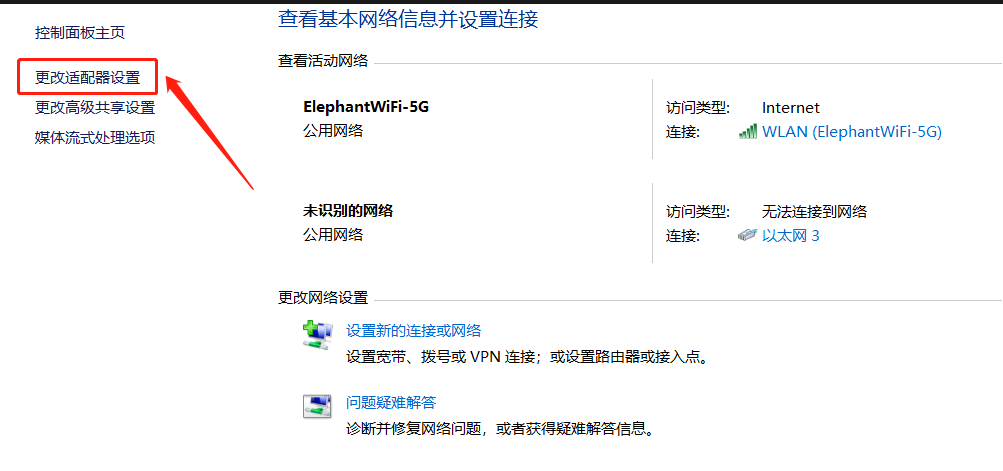 查看基本网络信息并设置连接
控制面板主页
更改适配器设置
更改高级共享设置
媒体流式处理选项
查看活动网络
ElephantWiFi-5G
公用网络
访问类型: Internet
连接: WLAN (ElephantWiFi-5G)
未识别的网络
公用网络
访问类型: 无法连接到网络
连接: 以太网 3
更改网络设置
设置新的连接或网络
设置宽带、拨号或 VPN 连接；或设置路由器或接入点。
问题疑难解答
诊断并修复网络问题，或者获得疑难解答信息。